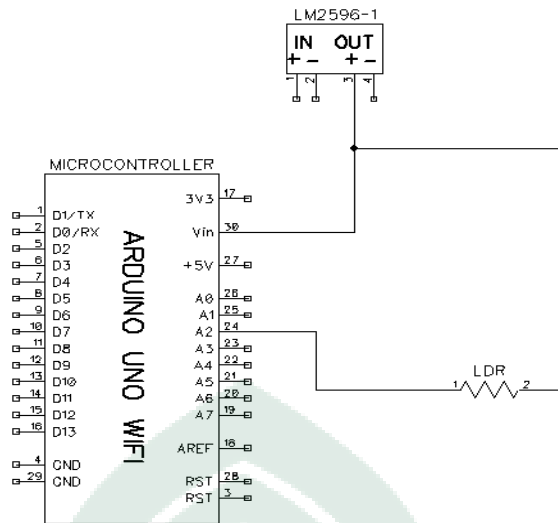 LM2596-1
IN OUT
+ - + -
1 2 3 4
MICROCONTROLLER
3V3 17
1 D1/TX
Vin 30
2 D0/RX
5 D2
+5V 27
6 D3
7 D4
8 D5
A0 26
9 D6
A1 25
10 D7
A2 24
11 D8
A3 23
12 D9
A4 22
13 D10
A5 21
14 D11
A6 20
15 D12
A7 19
16 D13
AREF 18
4 GND
29 GND
RST 28
RST 3
ARDUINO UNO WIFI
LDR
1 2